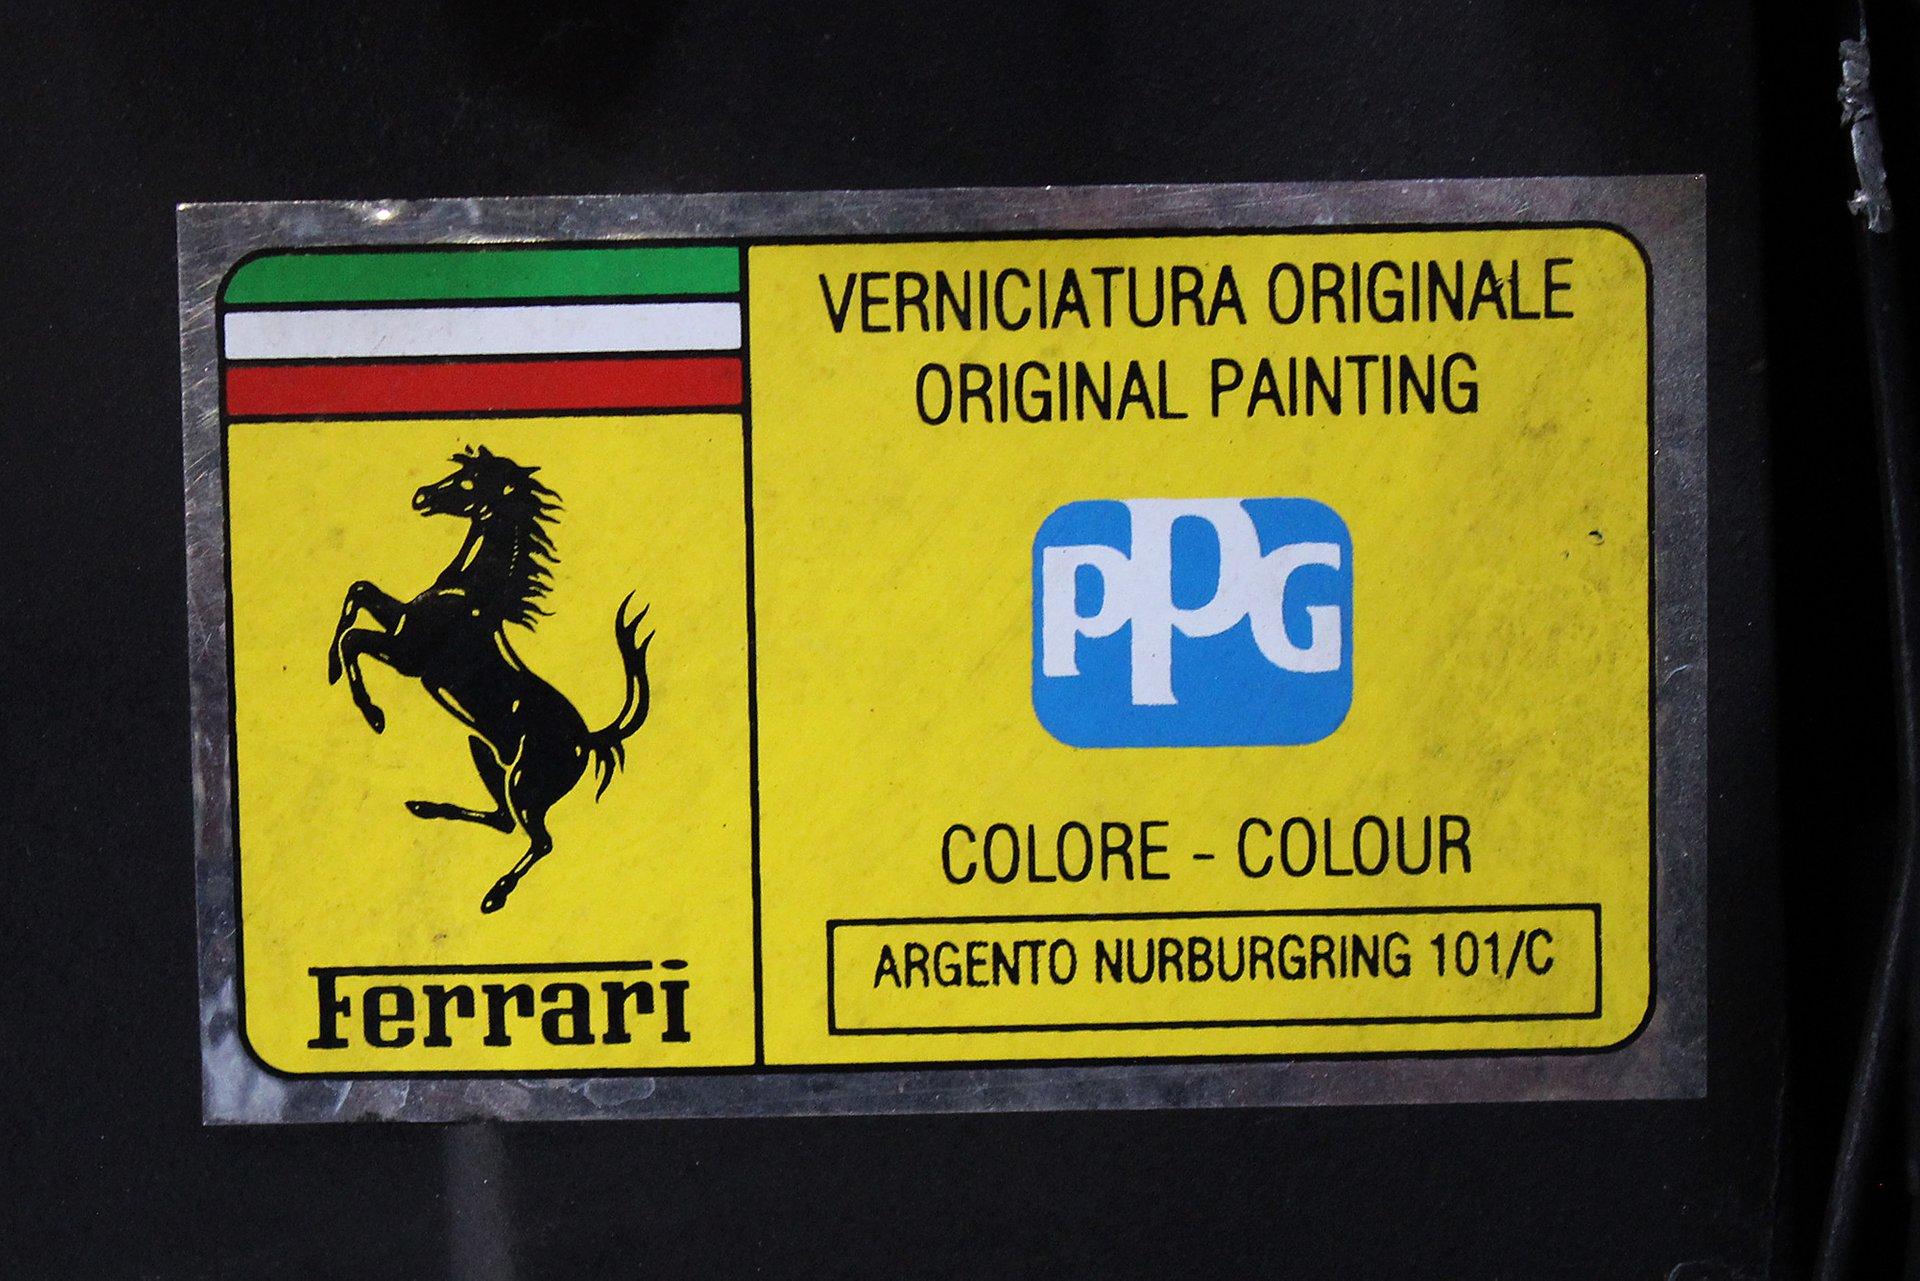 Ferrari
VERNICIATURA ORIGINALE
ORIGINAL PAINTING
PPG
COLORE - COLOUR
ARGENTO NURBURGRING 101/C